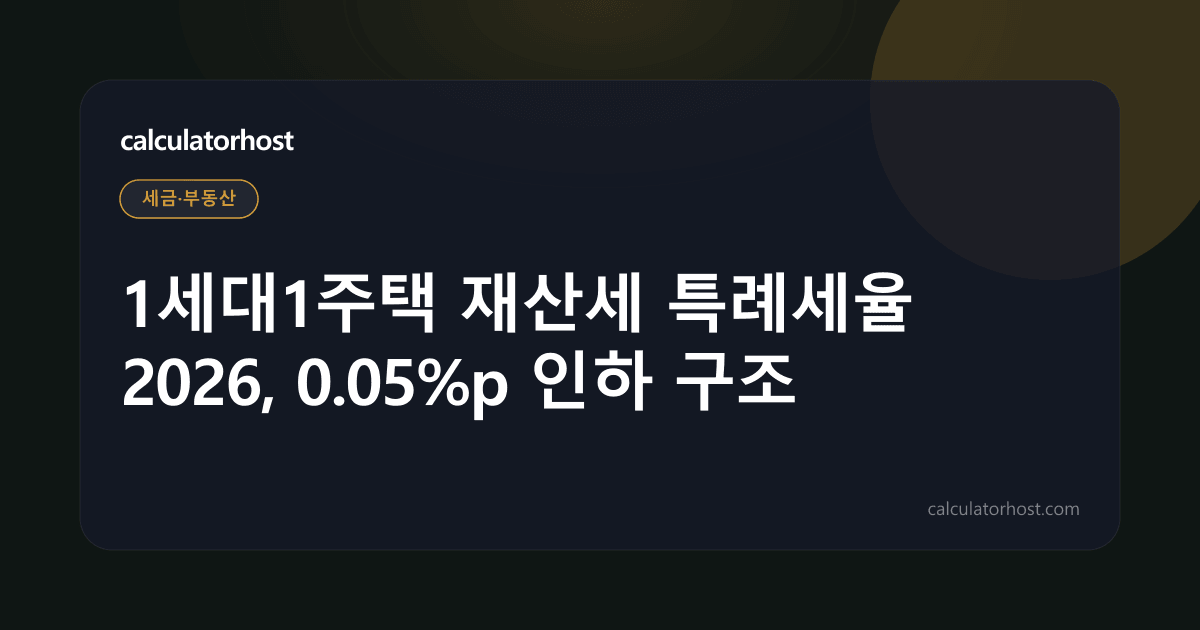 calculatorhost
세금·부동산
1세대1주택 재산세 특례세율
2026, 0.05%p 인하 구조
calculatorhost.com